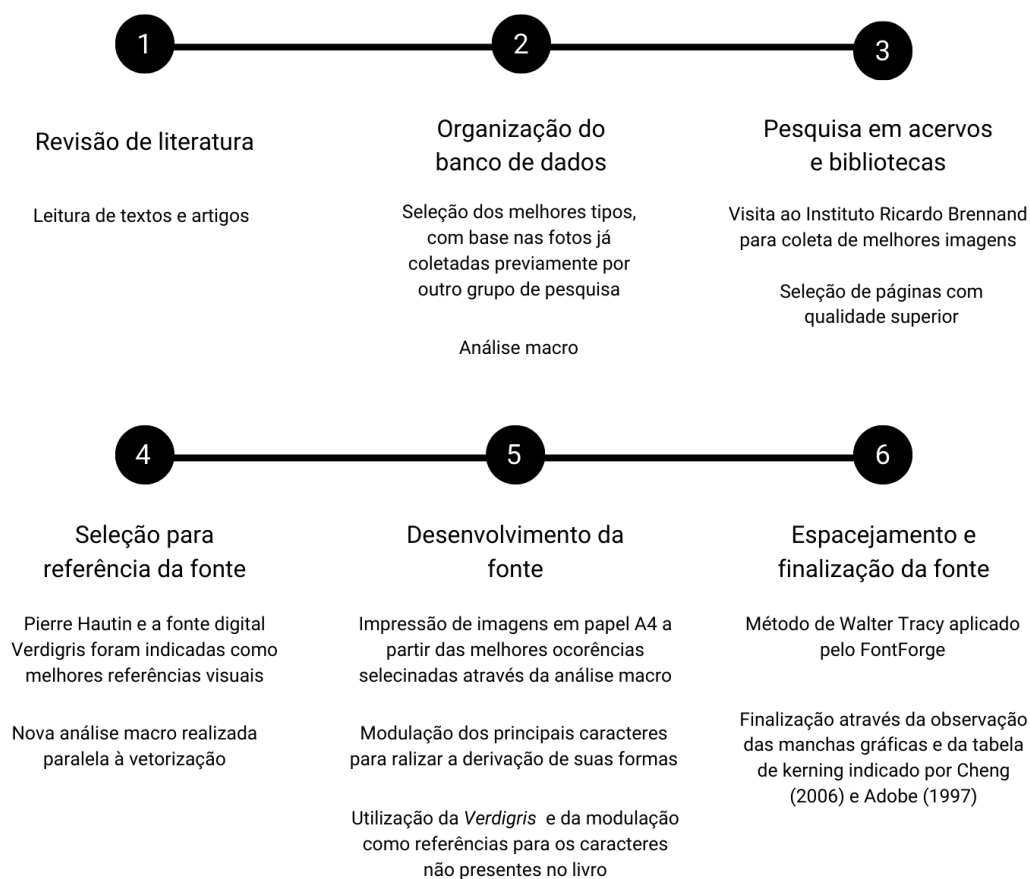 1
2
3
Revisão de literatura
Leitura de textos e artigos
Organização do
banco de dados
Seleção dos melhores tipos,
com base nas fotos já
coletadas previamente por
outro grupo de pesquisa
Análise macro
Pesquisa em acervos
e bibliotecas
Visita ao Instituto Ricardo Brennand
para coleta de melhores imagens
Seleção de páginas com
qualidade superior
4
5
6
Seleção para
referência da fonte
Pierre Hautin e a fonte digital
Verdigris foram indicadas como
melhores referências visuais
Nova análise macro realizada
paralela à vetorização
Desenvolvimento da
fonte
Impressão de imagens em papel A4 a
partir das melhores ocorências
selecinadas através da análise macro
Modulação dos principais caracteres
para ralizar a derivação de suas formas
Utilização da Verdigris e da modulação
como referências para os caracteres
não presentes no livro
Espacejamento e
finalização da fonte
Método de Walter Tracy aplicado
pelo FontForge
Finalização através da observação
das manchas gráficas e da tabela
de kerning indicado por Cheng
(2006) e Adobe (1997)